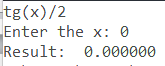 tg(x)/2
Enter the x: 0
Result:  0.000000